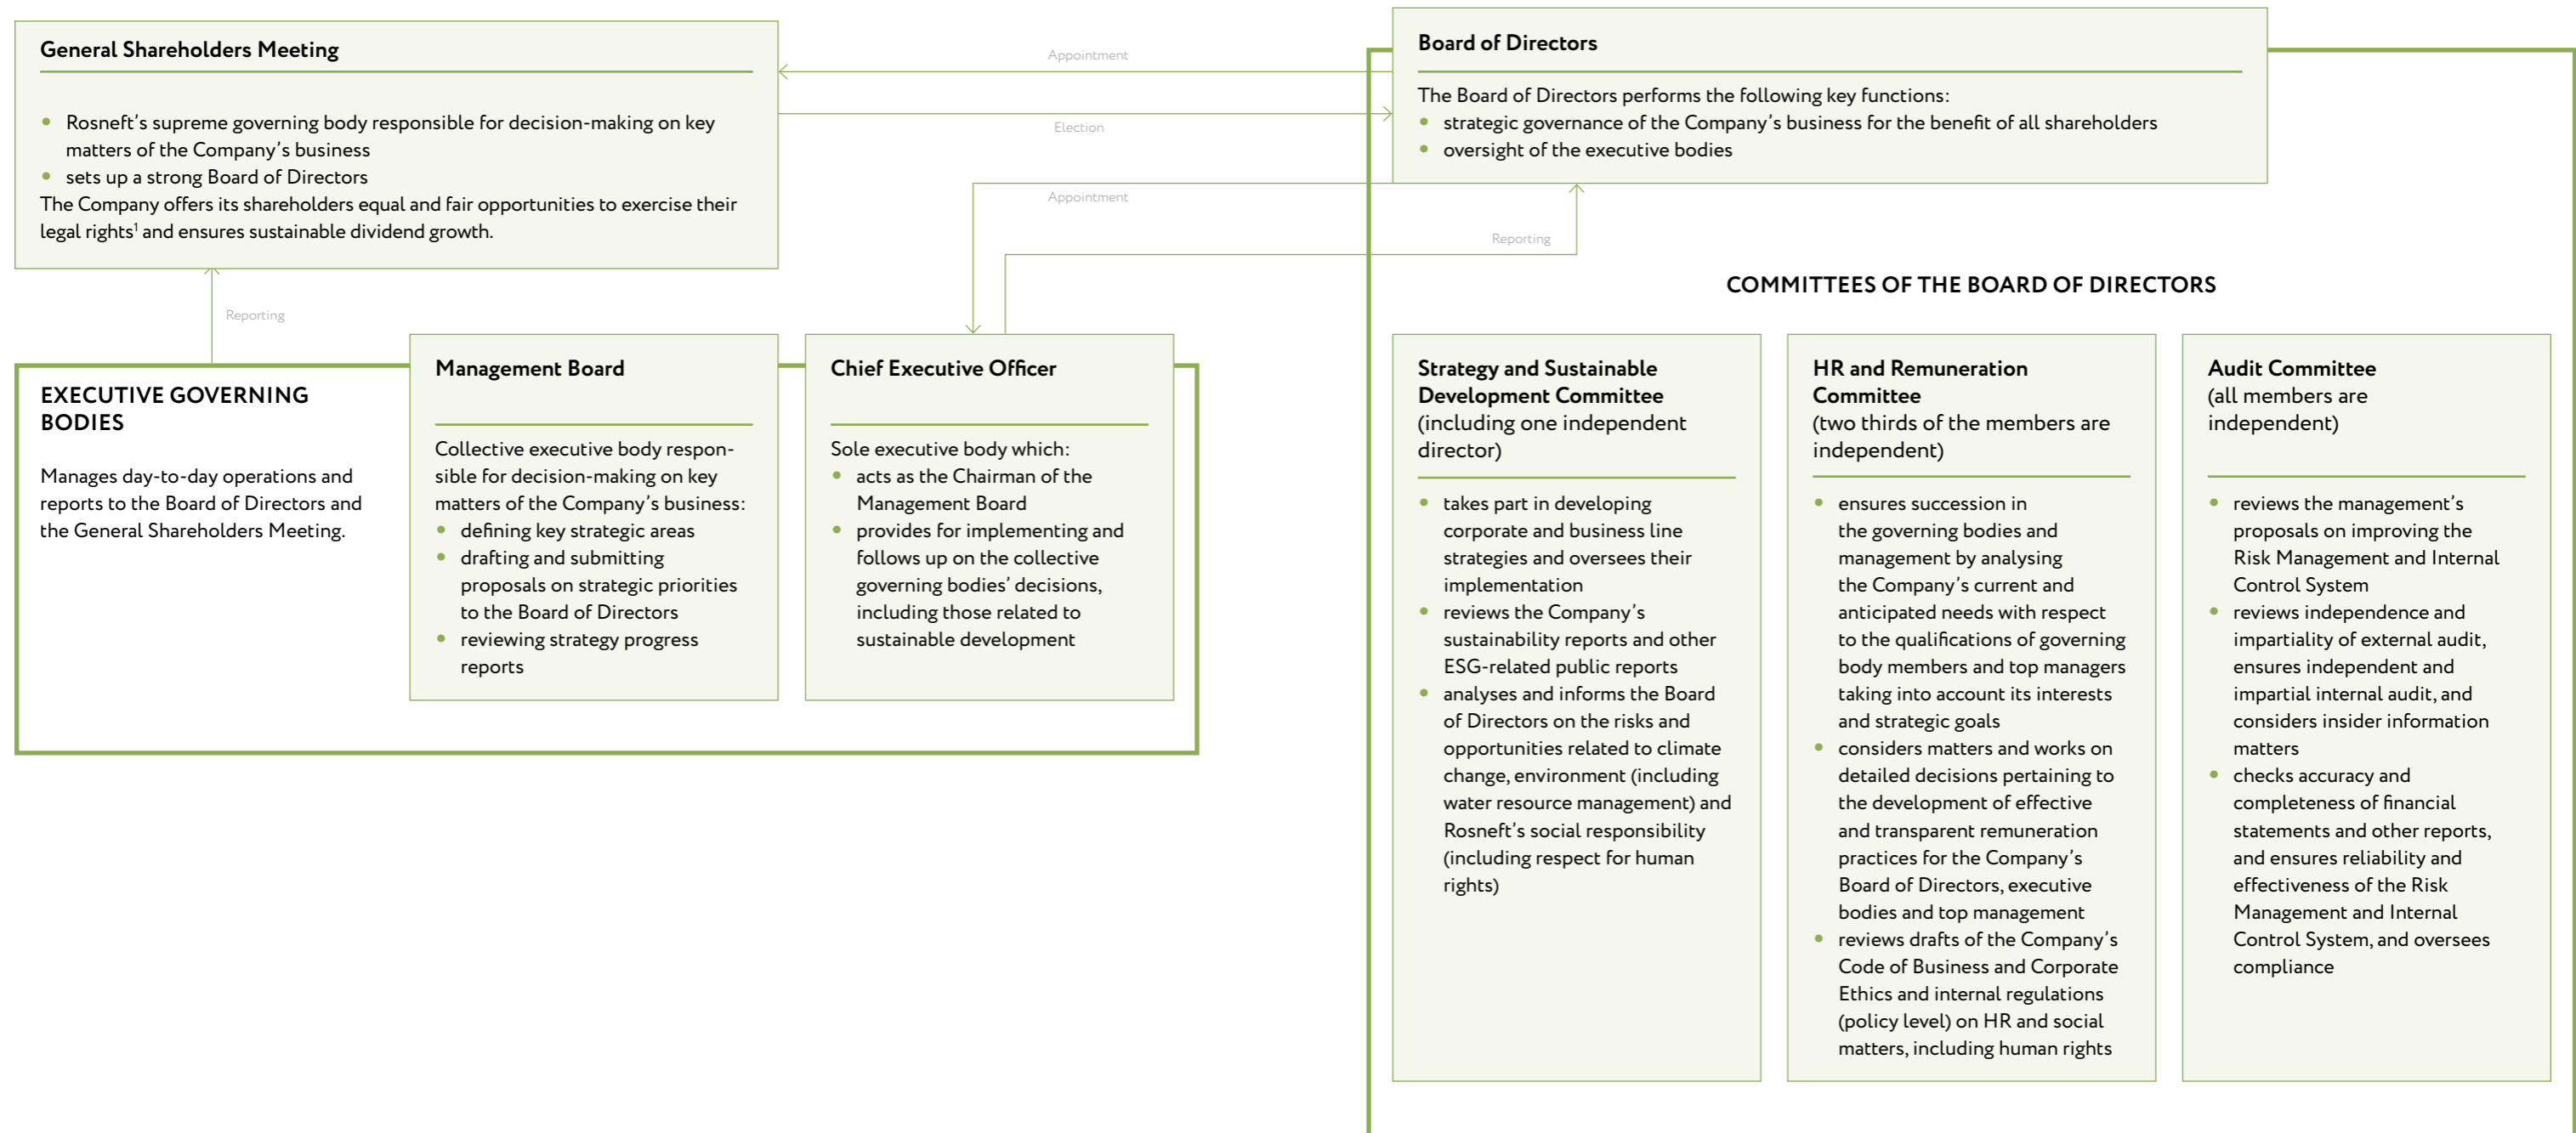 General Shareholders Meeting
Rosneft's supreme governing body responsible for decision-making on key
matters of the Company's business
sets up a strong Board of Directors
The Company offers its shareholders equal and fair opportunities to exercise their
legal rights¹ and ensures sustainable dividend growth.
Appointment
Election
Appointment
Reporting
Reporting
Board of Directors
The Board of Directors performs the following key functions:
strategic governance of the Company's business for the benefit of all shareholders
oversight of the executive bodies
EXECUTIVE GOVERNING
BODIES
Manages day-to-day operations and
reports to the Board of Directors and
the General Shareholders Meeting.
Management Board
Collective executive body respon-
sible for decision-making on key
matters of the Company's business:
defining key strategic areas
drafting and submitting
proposals on strategic priorities
to the Board of Directors
reviewing strategy progress
reports
Chief Executive Officer
Sole executive body which:
acts as the Chairman of the
Management Board
provides for implementing and
follows up on the collective
governing bodies' decisions,
including those related to
sustainable development
COMMITTEES OF THE BOARD OF DIRECTORS
Strategy and Sustainable
Development Committee
(including one independent
director)
takes part in developing
corporate and business line
strategies and oversees their
implementation
reviews the Company's
sustainability reports and other
ESG-related public reports
analyses and informs the Board
of Directors on the risks and
opportunities related to climate
change, environment (including
water resource management) and
Rosneft's social responsibility
(including respect for human
rights)
HR and Remuneration
Committee
(two thirds of the members are
independent)
ensures succession in
the governing bodies and
management by analysing
the Company's current and
anticipated needs with respect
to the qualifications of governing
body members and top managers
taking into account its interests
and strategic goals
considers matters and works on
detailed decisions pertaining to
the development of effective
and transparent remuneration
practices for the Company's
Board of Directors, executive
bodies and top management
reviews drafts of the Company's
Code of Business and Corporate
Ethics and internal regulations
(policy level) on HR and social
matters, including human rights
Audit Committee
(all members are
independent)
reviews the management's
proposals on improving the
Risk Management and Internal
Control System
reviews independence and
impartiality of external audit,
ensures independent and
impartial internal audit, and
considers insider information
matters
checks accuracy and
completeness of financial
statements and other reports,
and ensures reliability and
effectiveness of the Risk
Management and Internal
Control System, and oversees
compliance